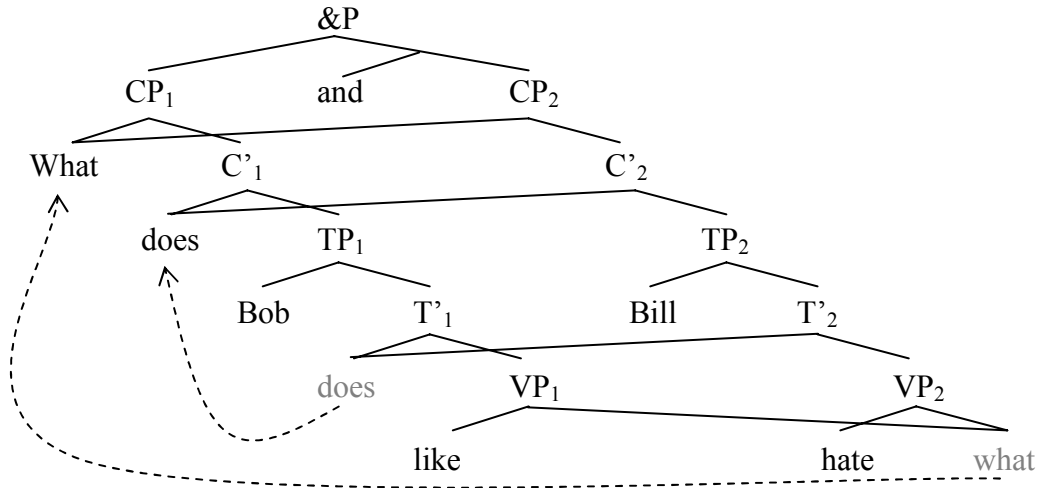 &P
CP₁ and CP₂
What C’₁ C’₂
does TP₁ TP₂
Bob T’₁ Bill T’₂
does VP₁ VP₂
like hate what